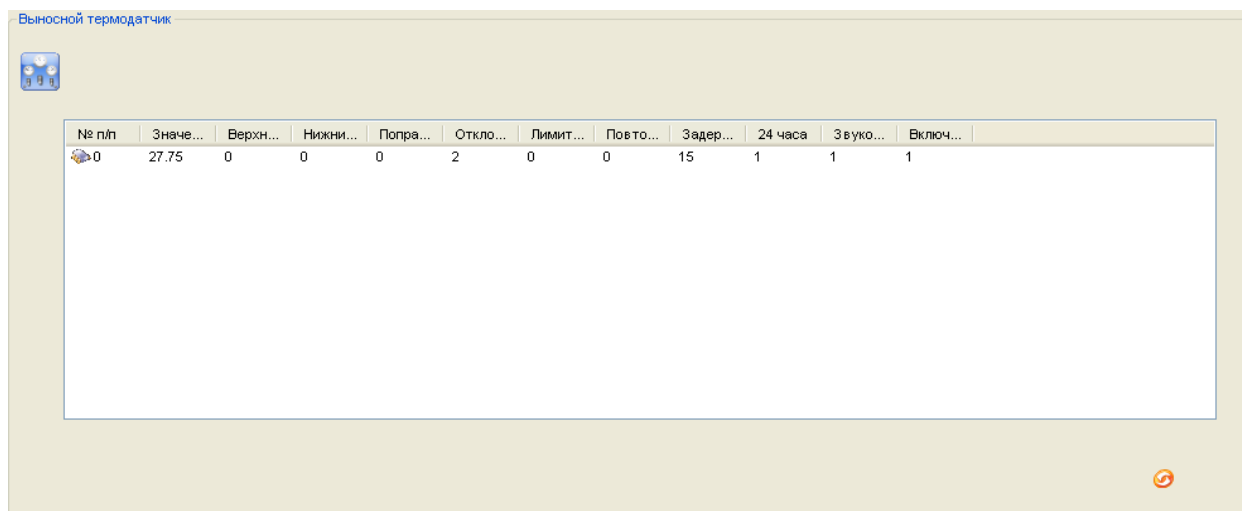 Выносной термодатчик
№ п/п Значе... Верхн... Нижни... Попра... Откло... Лимит... Повто... Задер... 24 часа Звуко... Включ...
0 27.75 0 0 0 2 0 0 15 1 1 1